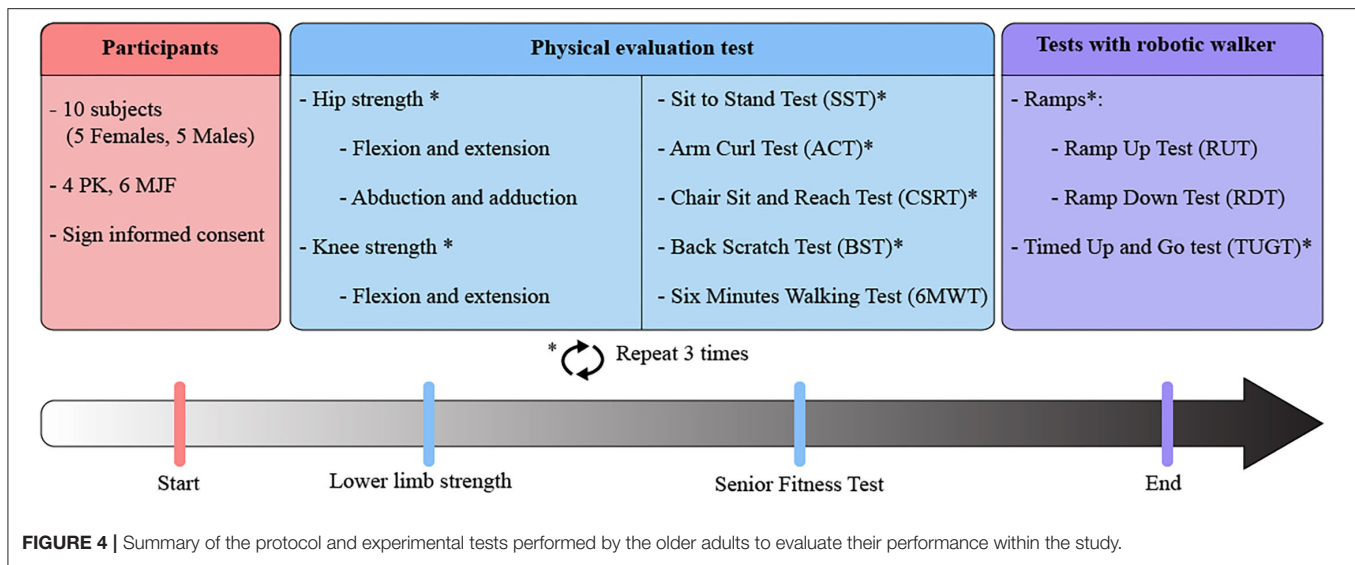 Participants
- 10 subjects
(5 Females, 5 Males)
- 4 PK, 6 MJF
- Sign informed consent
Physical evaluation test
- Hip strength *
- Flexion and extension
- Abduction and adduction
- Knee strength *
- Flexion and extension
- Sit to Stand Test (SST)*
- Arm Curl Test (ACT)*
- Chair Sit and Reach Test (CSRT)*
- Back Scratch Test (BST)*
- Six Minutes Walking Test (6MWT)
Tests with robotic walker
- Ramps*:
- Ramp Up Test (RUT)
- Ramp Down Test (RDT)
- Timed Up and Go test (TUGT)*
* Repeat 3 times
Start
Lower limb strength
Senior Fitness Test
End
FIGURE 4 | Summary of the protocol and experimental tests performed by the older adults to evaluate their performance within the study.